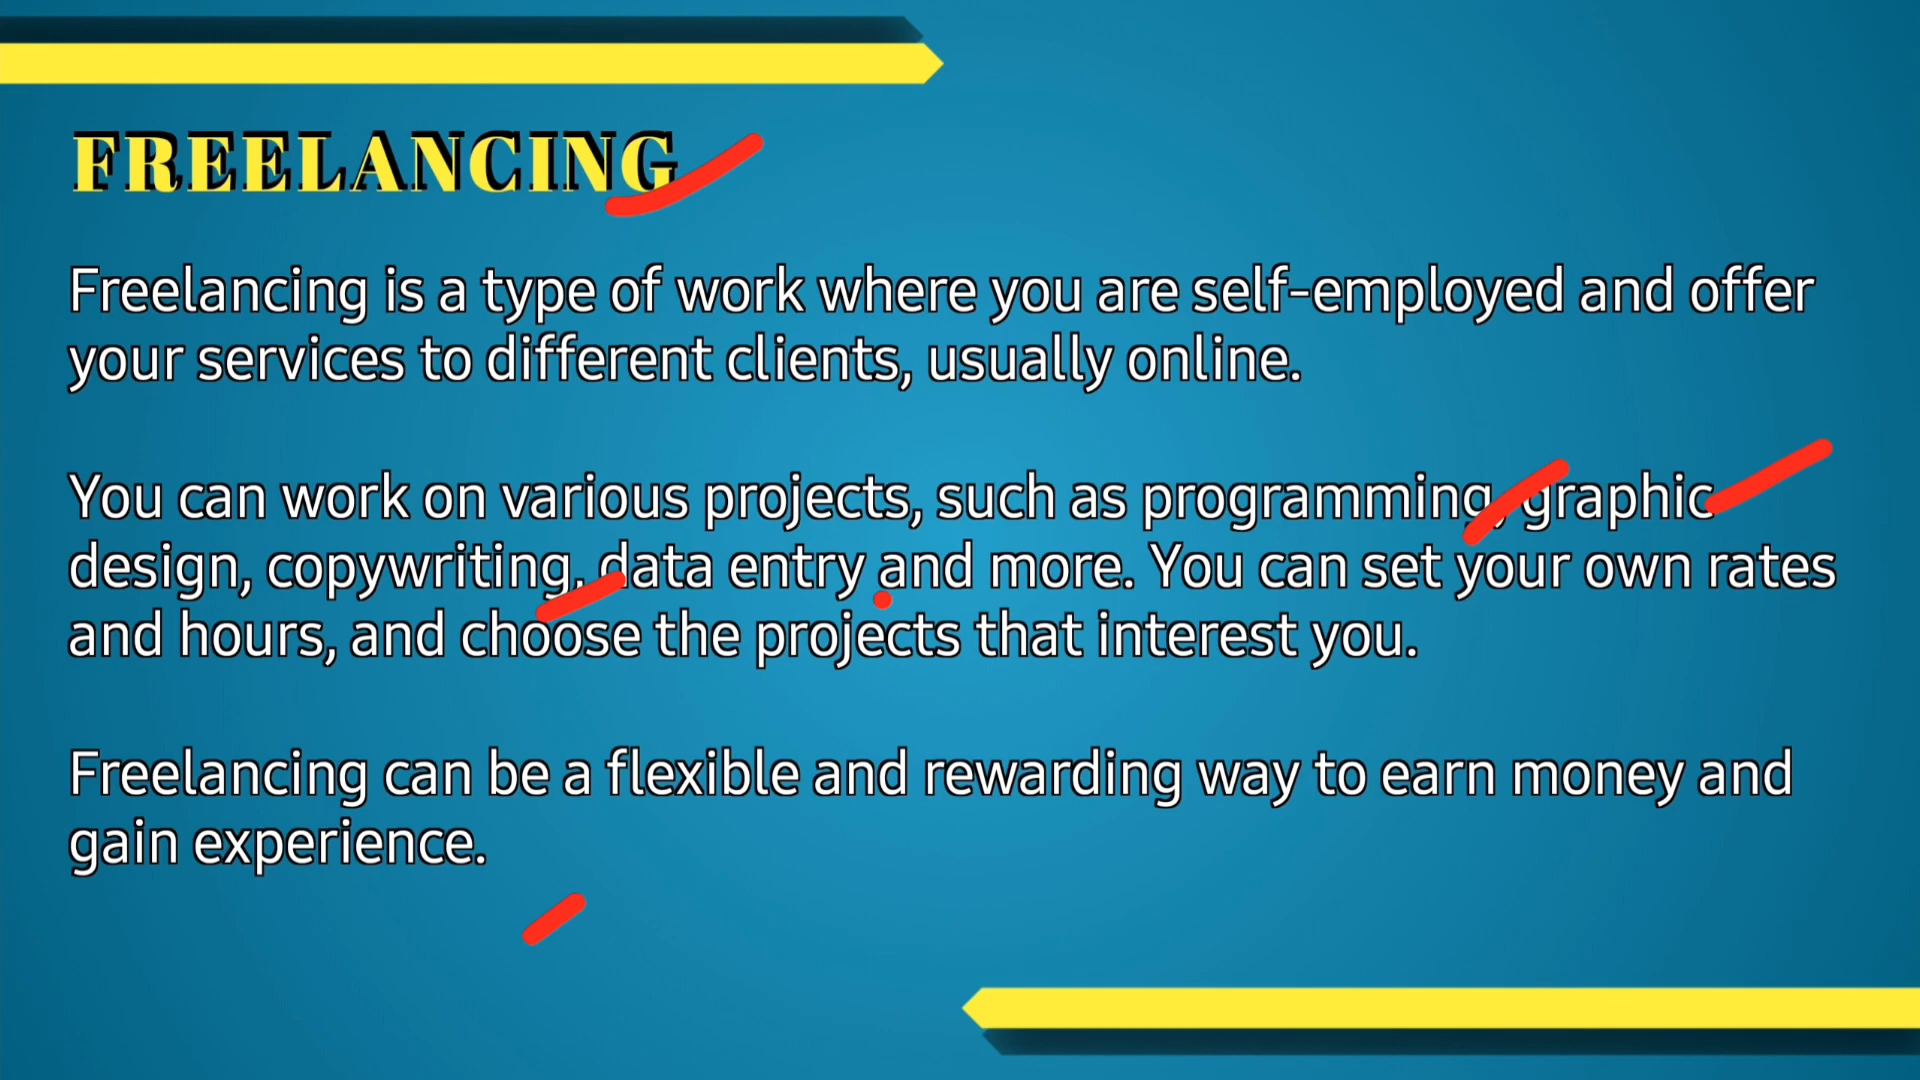 FREELANCING
Freelancing is a type of work where you are self-employed and offer
your services to different clients, usually online.
You can work on various projects, such as programming, graphic
design, copywriting, data entry and more. You can set your own rates
and hours, and choose the projects that interest you.
Freelancing can be a flexible and rewarding way to earn money and
gain experience.